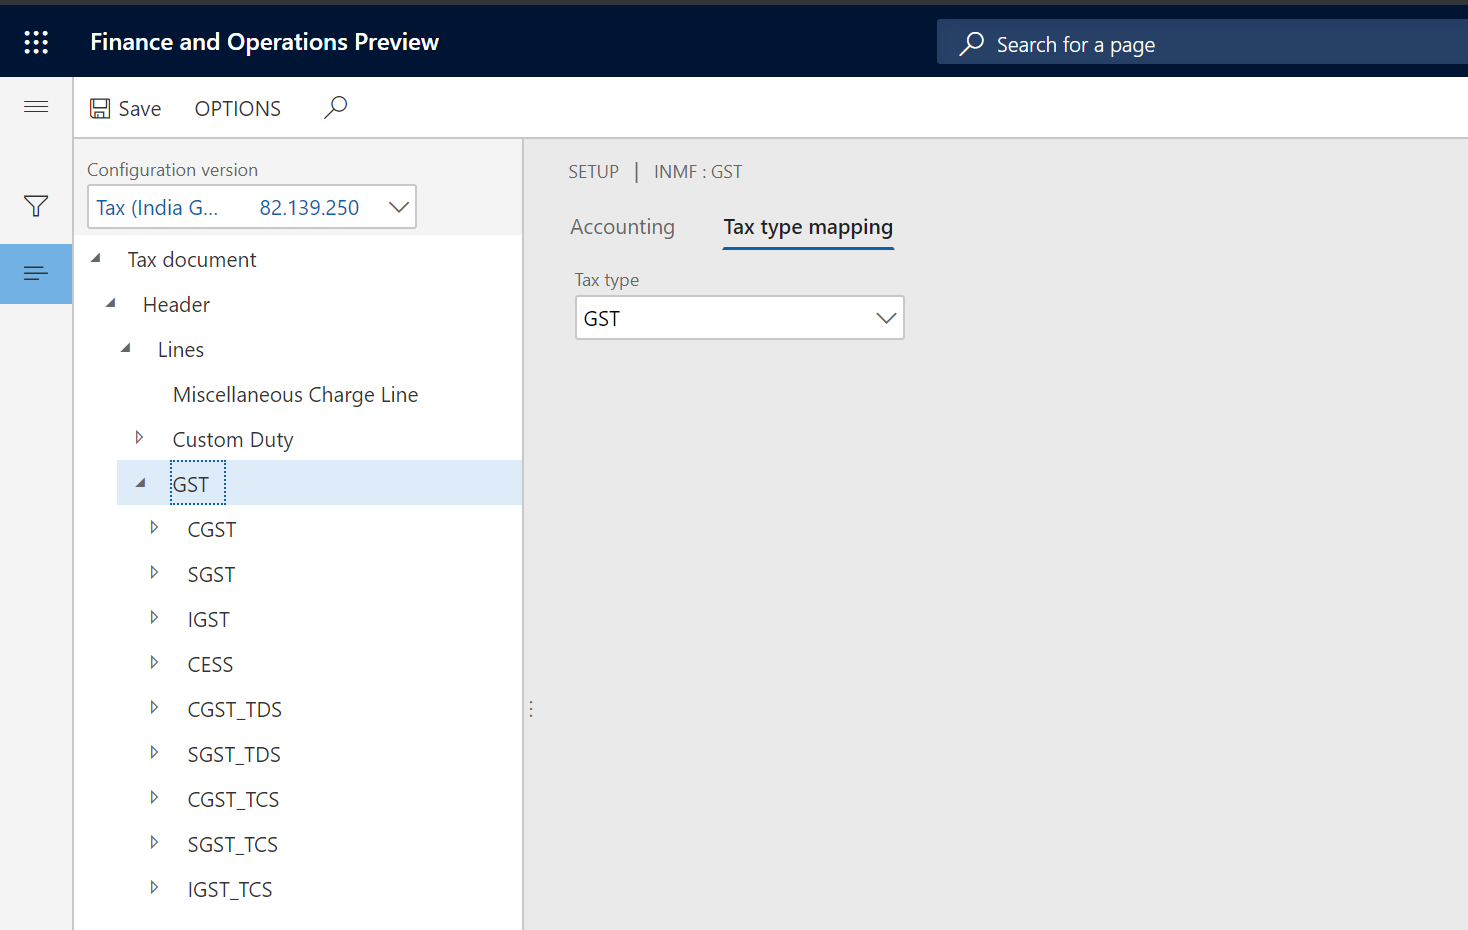 Finance and Operations Preview
Search for a page
Save OPTIONS
Configuration version
Tax (India G... 82.139.250
Tax document
Header
Lines
Miscellaneous Charge Line
Custom Duty
GST
CGST
SGST
IGST
CESS
CGST_TDS
SGST_TDS
CGST_TCS
SGST_TCS
IGST_TCS
SETUP | INMF : GST
Accounting Tax type mapping
Tax type
GST